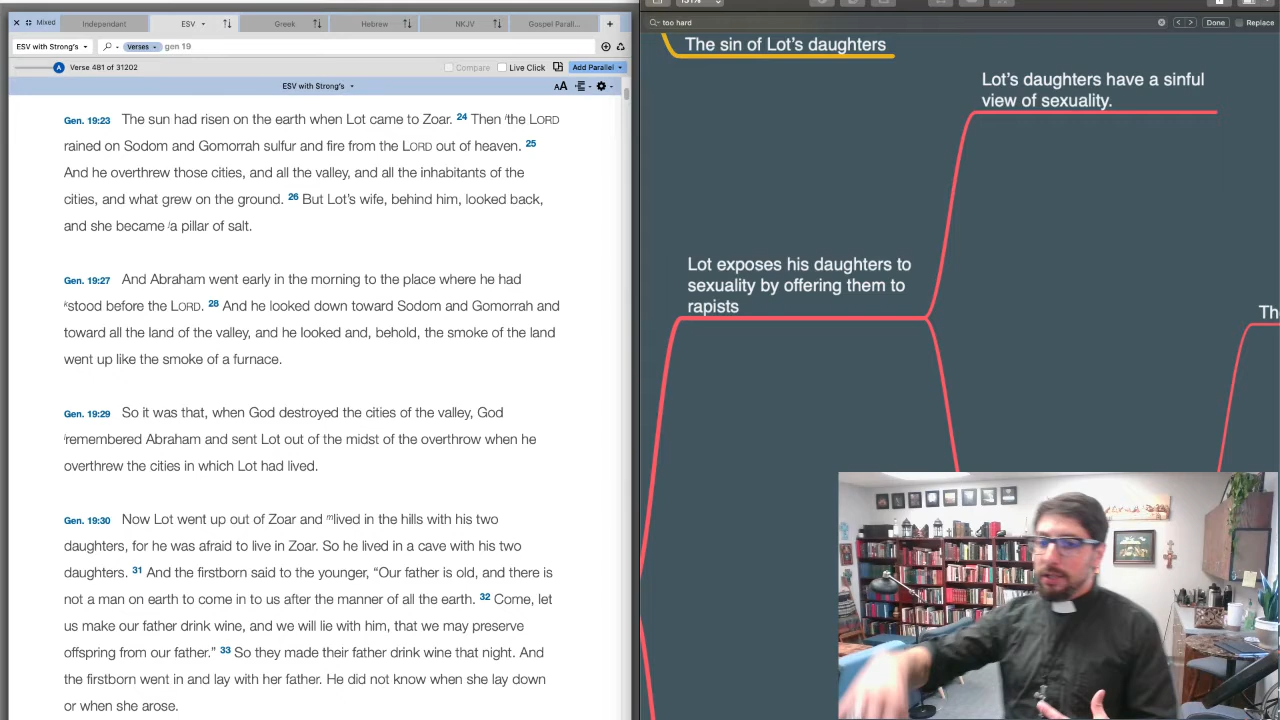 Mixed
Independent
ESV
Greek
Hebrew
NKJV
Gospel Parall...
ESV with Strong's
Verses
gen 19
Verse 481 of 31202
Compare
Live Click
Add Parallel
ESV with Strong's
AA
Gen. 19:23 The sun had risen on the earth when Lot came to Zoar. 24 Then the LORD
rained on Sodom and Gomorrah sulfur and fire from the LORD out of heaven. 25
And he overthrew those cities, and all the valley, and all the inhabitants of the
cities, and what grew on the ground. 26 But Lot's wife, behind him, looked back,
and she became a pillar of salt.
Gen. 19:27 And Abraham went early in the morning to the place where he had
stood before the LORD. 28 And he looked down toward Sodom and Gomorrah and
toward all the land of the valley, and he looked and, behold, the smoke of the land
went up like the smoke of a furnace.
Gen. 19:29 So it was that, when God destroyed the cities of the valley, God
remembered Abraham and sent Lot out of the midst of the overthrow when he
overthrew the cities in which Lot had lived.
Gen. 19:30 Now Lot went up out of Zoar and m lived in the hills with his two
daughters, for he was afraid to live in Zoar. So he lived in a cave with his two
daughters. 31 And the firstborn said to the younger, “Our father is old, and there is
not a man on earth to come in to us after the manner of all the earth. 32 Come, let
us make our father drink wine, and we will lie with him, that we may preserve
offspring from our father.” 33 So they made their father drink wine that night. And
the firstborn went in and lay with her father. He did not know when she lay down
or when she arose.
too hard
Done
Replace
The sin of Lot's daughters
Lot's daughters have a sinful
view of sexuality.
Lot exposes his daughters to
sexuality by offering them to
rapists
Th